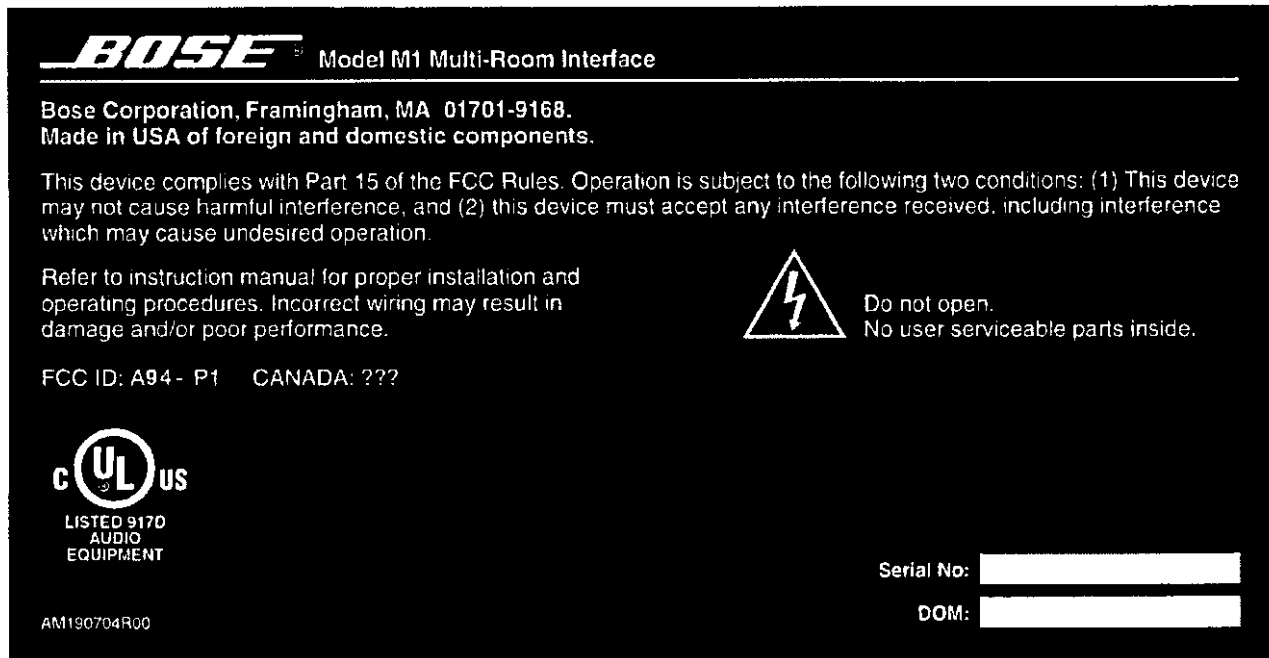 BOSE® Model M1 Multi-Room Interface
Bose Corporation, Framingham, MA 01701-9168.
Made in USA of foreign and domestic components.
This device complies with Part 15 of the FCC Rules. Operation is subject to the following two conditions: (1) This device
may not cause harmful interference, and (2) this device must accept any interference received, including interference
which may cause undesired operation.
Refer to instruction manual for proper installation and
operating procedures. Incorrect wiring may result in
damage and/or poor performance.
Do not open.
No user serviceable parts inside.
FCC ID: A94- P1 CANADA: ???
C UL® US
LISTED 917D
AUDIO
EQUIPMENT
Serial No:
DOM:
AM190704R00